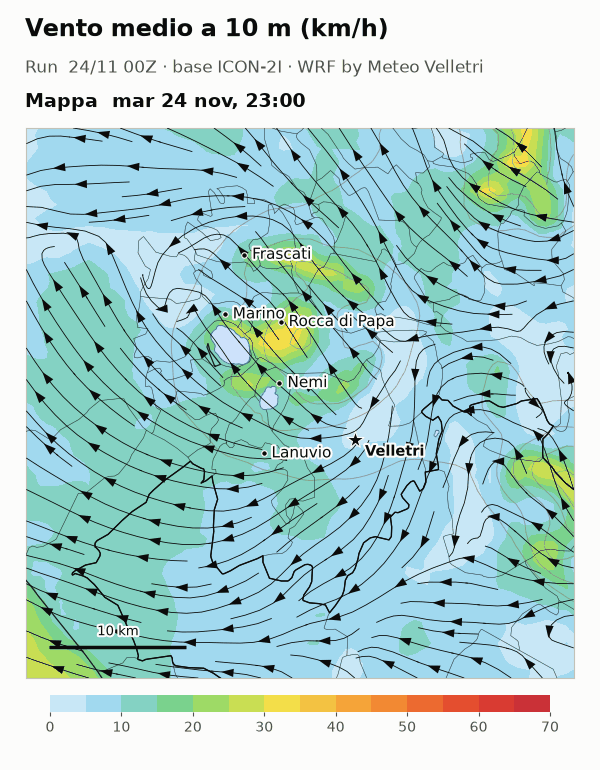 Vento medio a 10 m (km/h)
Run  24/11 00Z · base ICON-2I · WRF by Meteo Velletri
Mappa  mar 24 nov, 23:00
Frascati
Marino
Rocca di Papa
Nemi
Velletri
Lanuvio
10 km
0 10 20 30 40 50 60 70